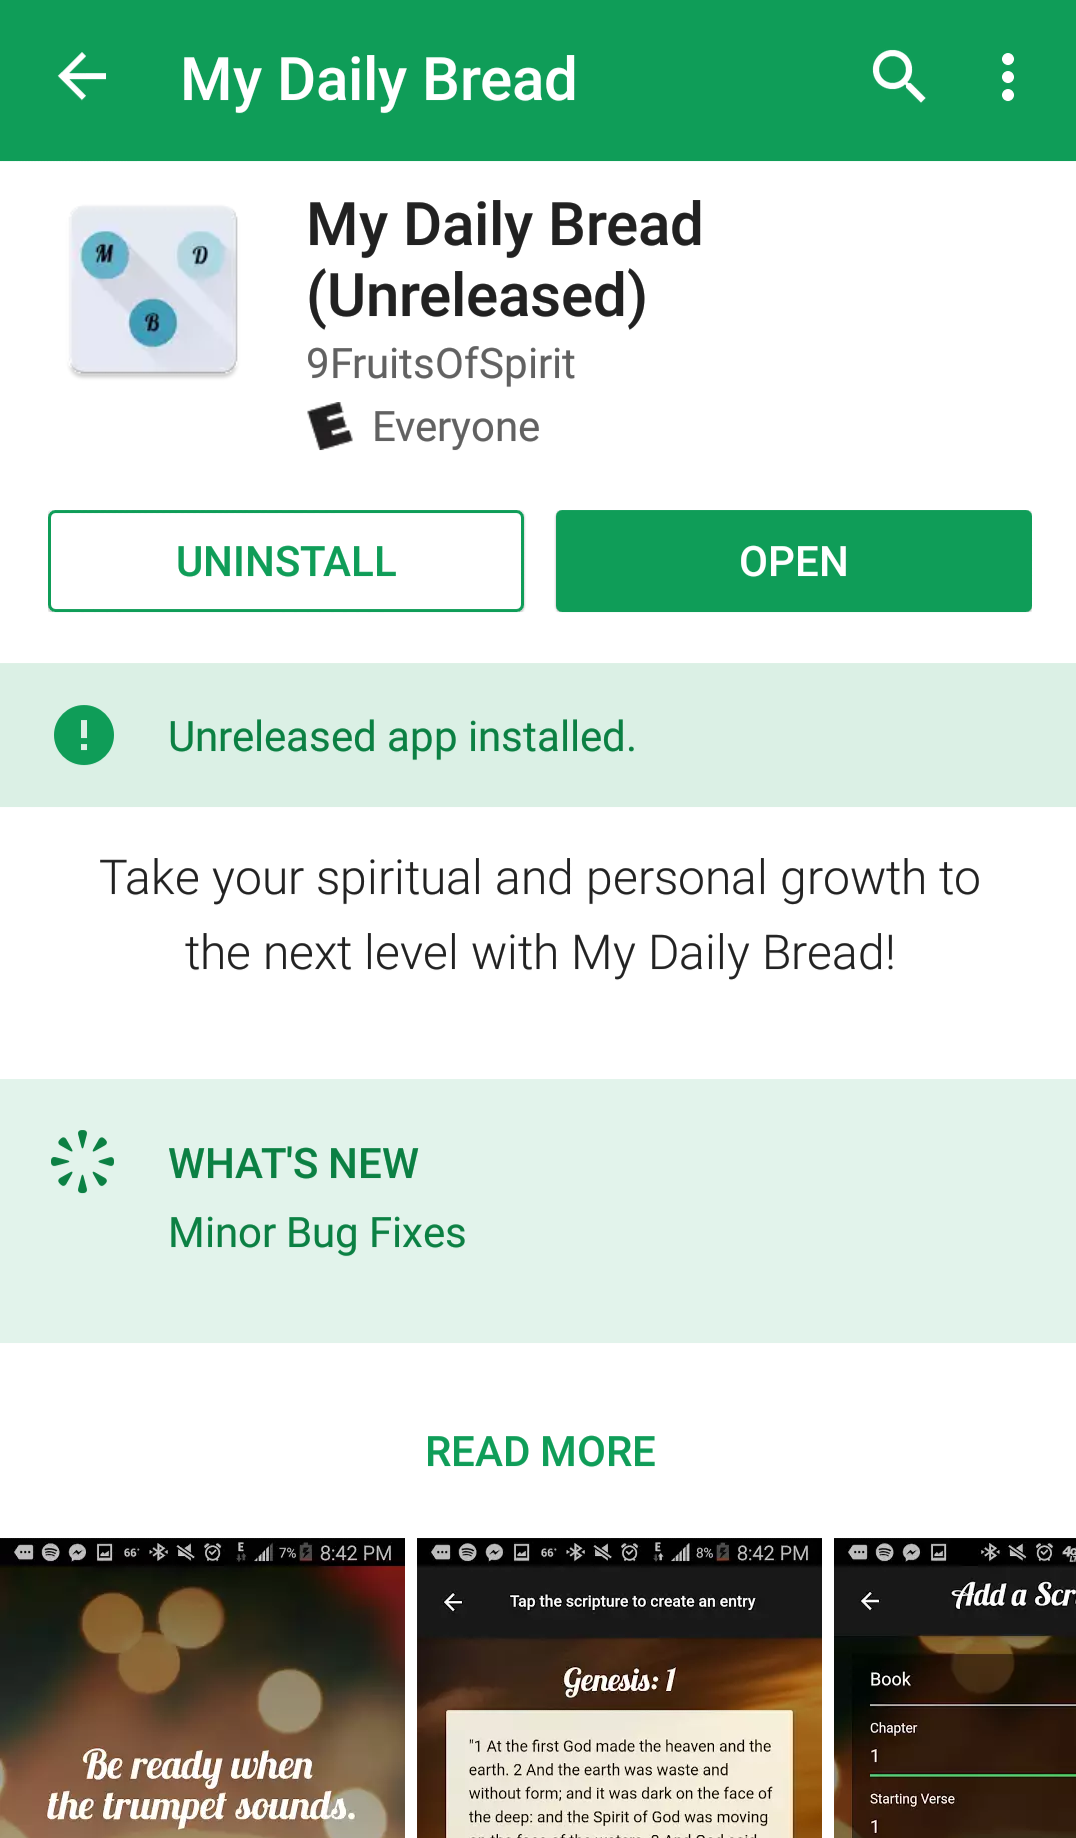 My Daily Bread
M
D
B
My Daily Bread
(Unreleased)
9FruitsOfSpirit
E Everyone
UNINSTALL
OPEN
! Unreleased app installed.
Take your spiritual and personal growth to
the next level with My Daily Bread!
WHAT'S NEW
Minor Bug Fixes
READ MORE
66° E 7% 8:42 PM
Be ready when
the trumpet sounds.
66° E 8% 8:42 PM
Tap the scripture to create an entry
Genesis: 1
"1 At the first God made the heaven and the
earth. 2 And the earth was waste and
without form; and it was dark on the face of
the deep: and the Spirit of God was moving
Add a
Book
Chapter
1
Starting Verse
1